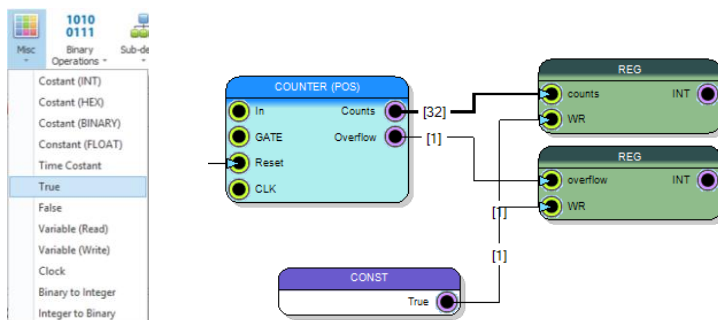 1010
0111
Misc
Binary
Operations
Sub-de
Costant (INT)
Costant (HEX)
Costant (BINARY)
Constant (FLOAT)
Time Costant
True
False
Variable (Read)
Variable (Write)
Clock
Binary to Integer
Integer to Binary
COUNTER (POS)
In
Counts
GATE
Overflow
Reset
CLK
[32]
[1]
REG
counts
INT
WR
REG
overflow
INT
WR
[1]
[1]
CONST
True